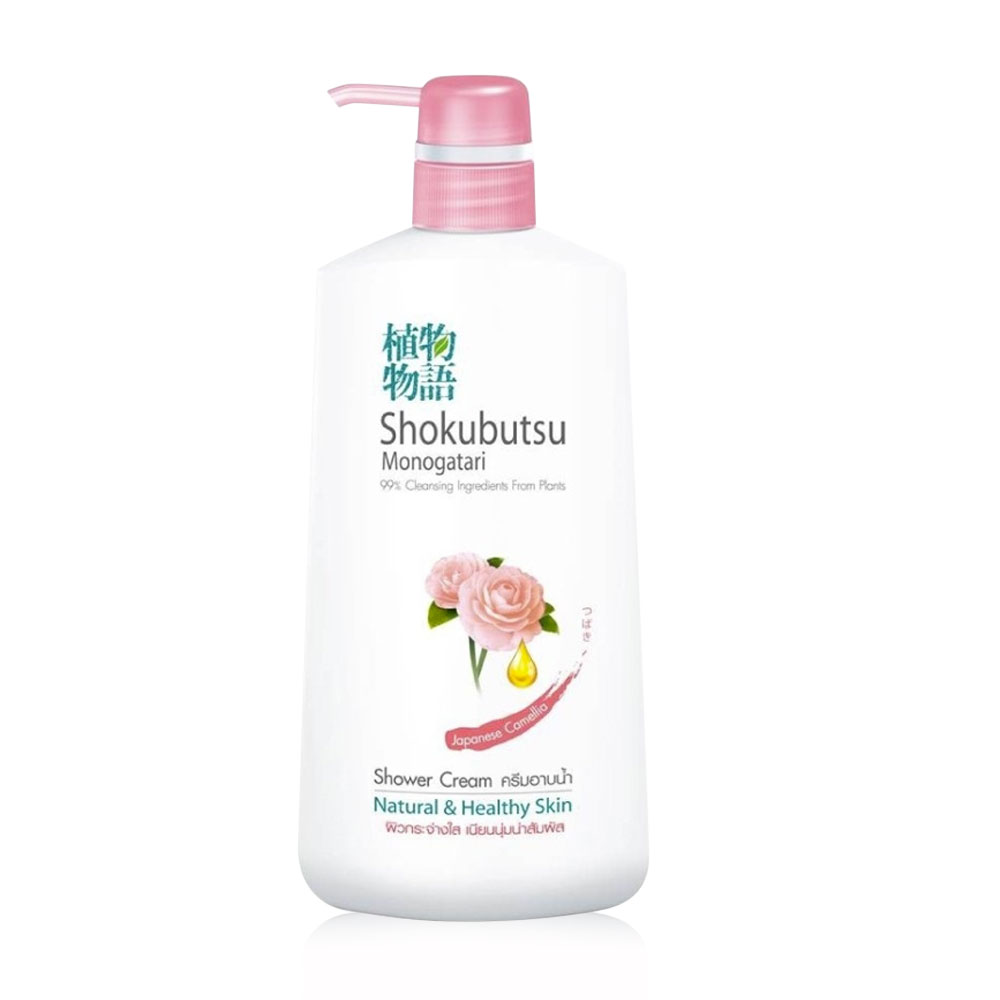 植物
物語
Shokubutsu
Monogatari
99% Cleansing Ingredients From Plants
つばき
Japanese Camellia
Shower Cream ครีมอาบน้ำ
Natural & Healthy Skin
ผิวกระจ่างใส เนียนนุ่มน่าสัมผัส